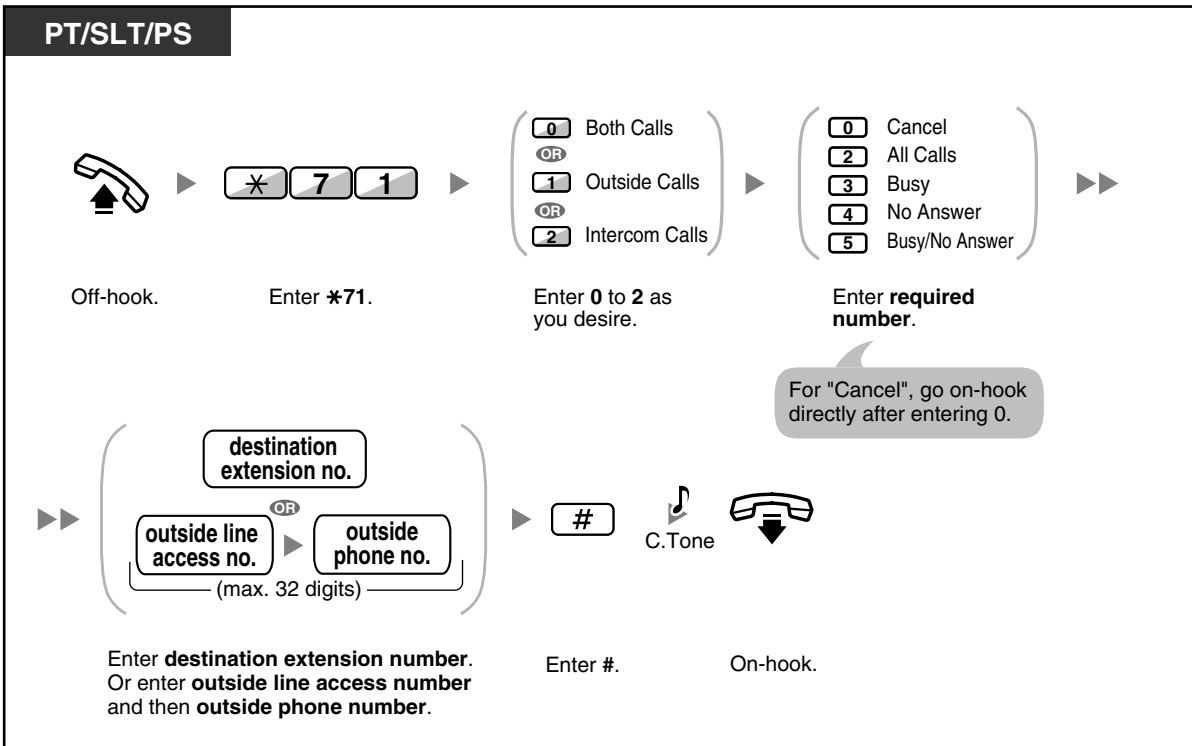 PT/SLT/PS
0 Both Calls
OR
1 Outside Calls
OR
2 Intercom Calls
0 Cancel
2 All Calls
3 Busy
4 No Answer
5 Busy/No Answer
* 7 1
Off-hook.
Enter *71.
Enter 0 to 2 as
you desire.
Enter required
number.
For "Cancel", go on-hook
directly after entering 0.
destination
extension no.
OR
outside line
access no.
outside
phone no.
(max. 32 digits)
#
C.Tone
Enter destination extension number.
Or enter outside line access number
and then outside phone number.
Enter #.
On-hook.